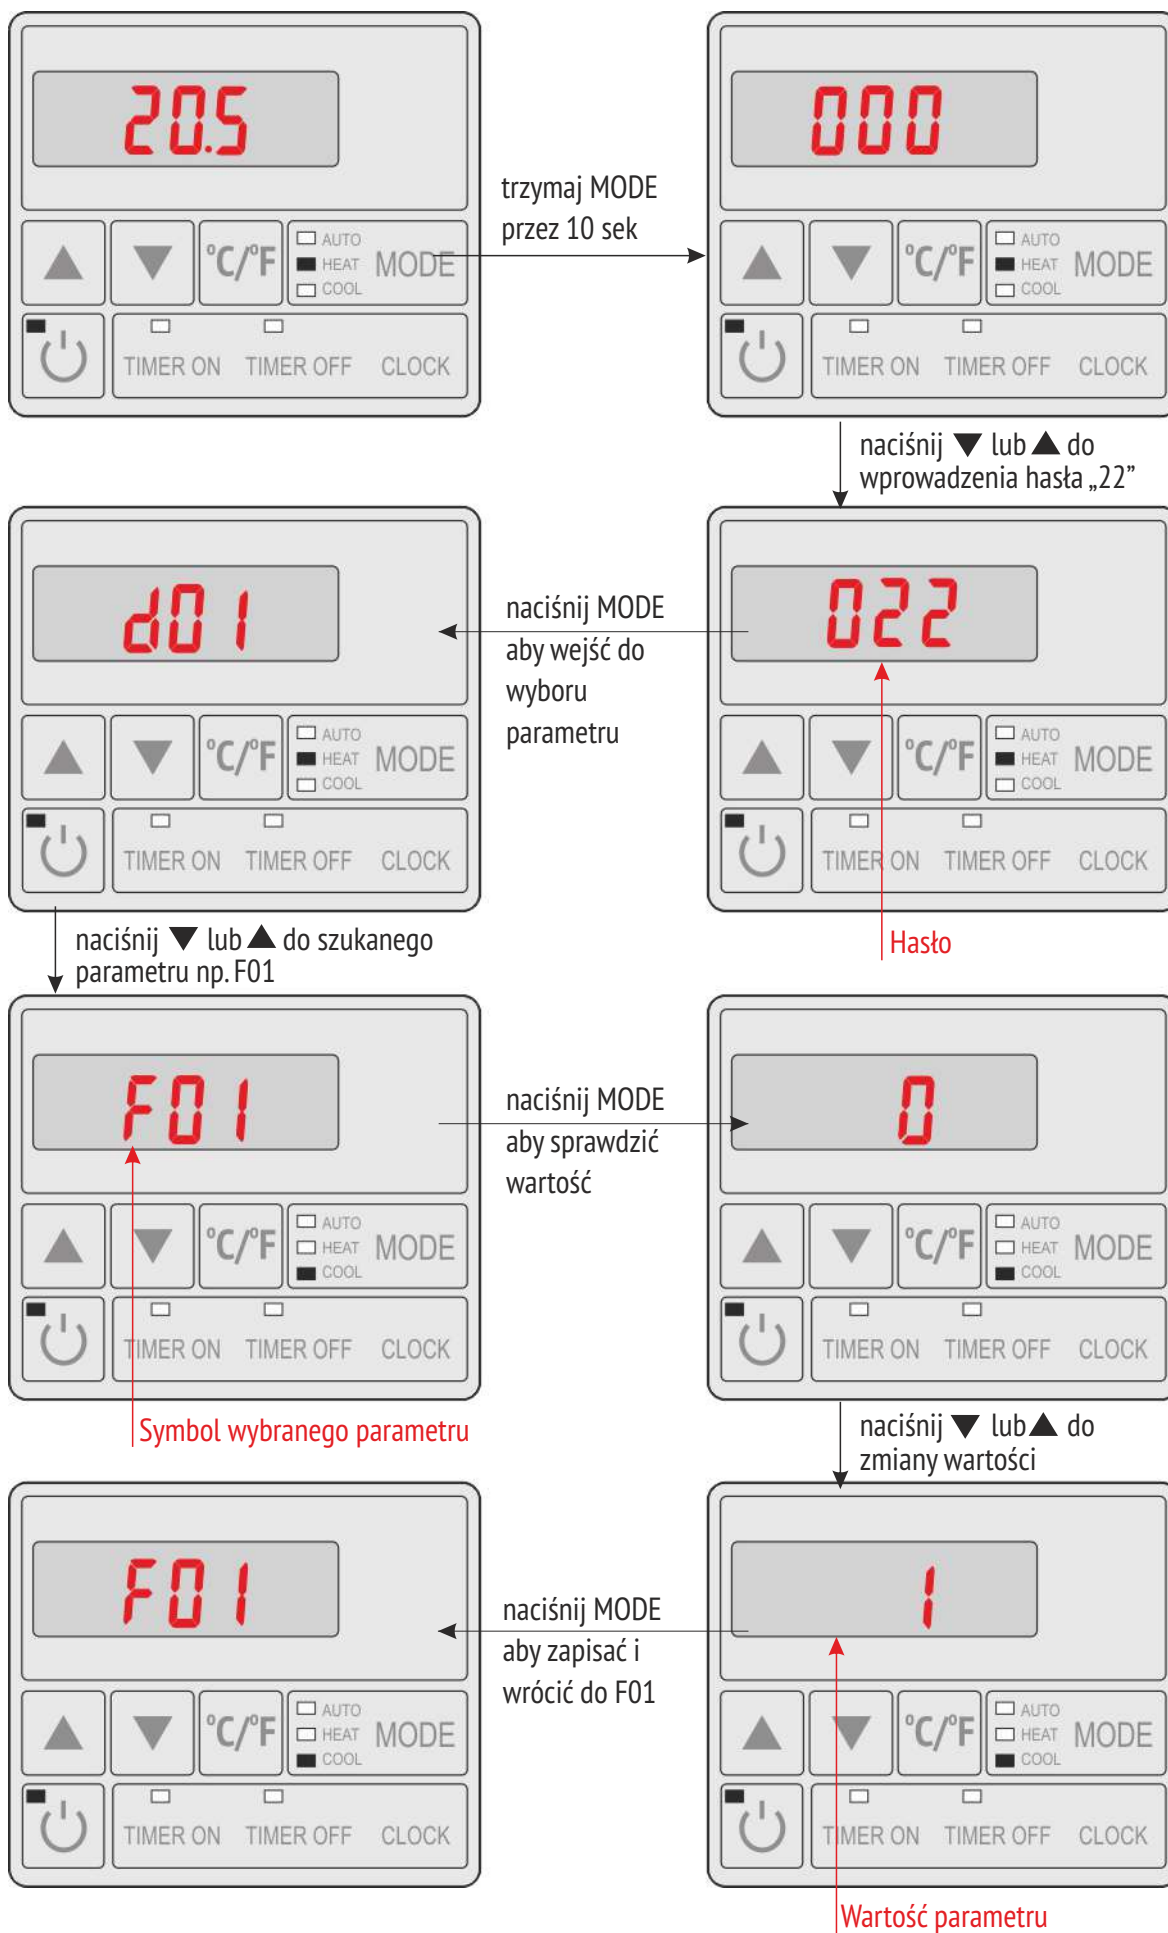 20.5
▲ ▼ °C/°F AUTO HEAT COOL MODE
TIMER ON TIMER OFF CLOCK
trzymaj MODE
przez 10 sek
000
▲ ▼ °C/°F AUTO HEAT COOL MODE
TIMER ON TIMER OFF CLOCK
naciśnij ▼ lub ▲ do
wprowadzenia hasła „22”
022
▲ ▼ °C/°F AUTO HEAT COOL MODE
TIMER ON TIMER OFF CLOCK
Hasło
naciśnij MODE
aby wejść do
wyboru
parametru
d01
▲ ▼ °C/°F AUTO HEAT COOL MODE
TIMER ON TIMER OFF CLOCK
naciśnij ▼ lub ▲ do szukanego
parametru np. F01
F01
▲ ▼ °C/°F AUTO HEAT COOL MODE
TIMER ON TIMER OFF CLOCK
Symbol wybranego parametru
naciśnij MODE
aby sprawdzić
wartość
0
▲ ▼ °C/°F AUTO HEAT COOL MODE
TIMER ON TIMER OFF CLOCK
naciśnij ▼ lub ▲ do
zmiany wartości
1
▲ ▼ °C/°F AUTO HEAT COOL MODE
TIMER ON TIMER OFF CLOCK
Wartość parametru
naciśnij MODE
aby zapisać i
wrócić do F01
F01
▲ ▼ °C/°F AUTO HEAT COOL MODE
TIMER ON TIMER OFF CLOCK